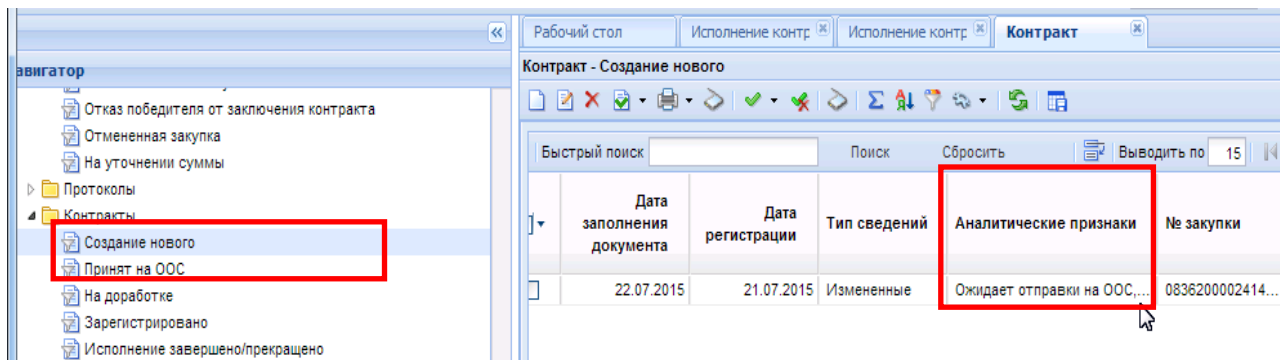 Рабочий стол
Исполнение контр
Исполнение контр
Контракт
авигатор
Контракт - Создание нового
Отказ победителя от заключения контракта
Отмененная закупка
На уточнении суммы
Протоколы
Контракты
Создание нового
Принят на ООС
На доработке
Зарегистрировано
Исполнение завершено/прекращено
Быстрый поиск
Поиск
Сбросить
Выводить по
15
Дата заполнения документа
Дата регистрации
Тип сведений
Аналитические признаки
№ закупки
22.07.2015
21.07.2015
Измененные
Ожидает отправки на ООС,...
0836200002414...